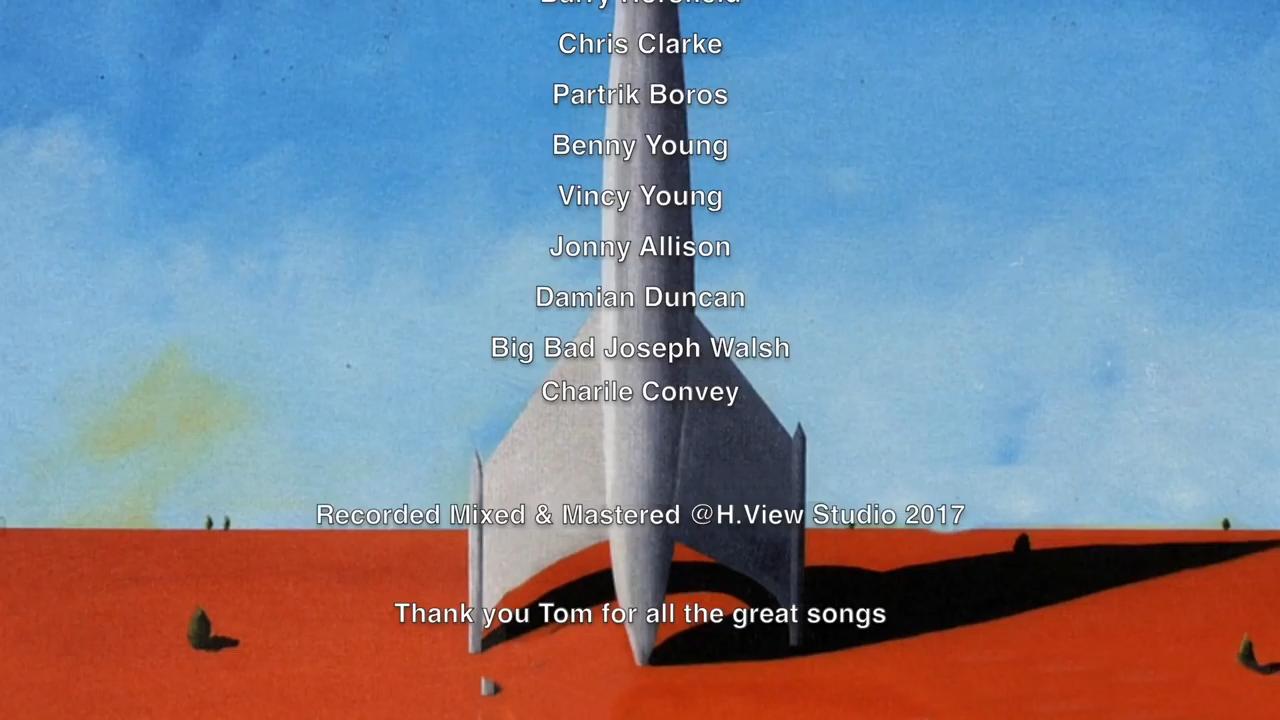 Chris Clarke
Partrik Boros
Benny Young
Vincy Young
Jonny Allison
Damian Duncan
Big Bad Joseph Walsh
Charile Convey
Recorded Mixed & Mastered @H.View Studio 2017
Thank you Tom for all the great songs